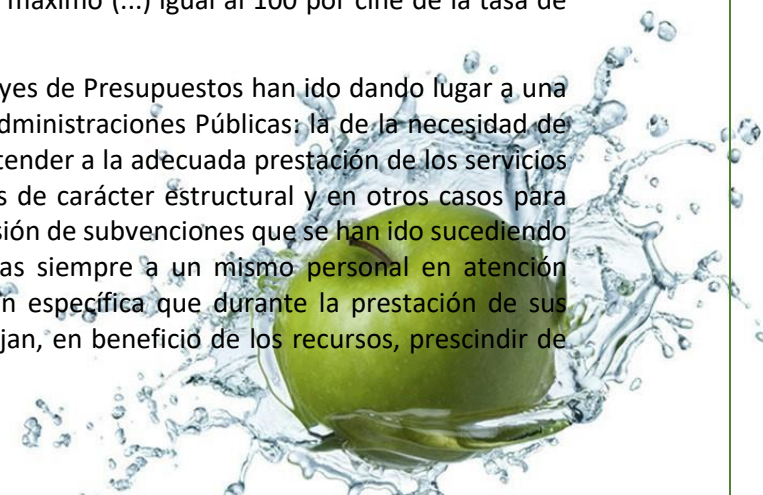 máximo (...) igual al 100 por cine de la tasa de
yes de Presupuestos han ido dando lugar a una
dministraciones Públicas: la de la necesidad de
tender a la adecuada prestación de los servicios
s de carácter estructural y en otros casos para
sión de subvenciones que se han ido sucediendo
as siempre a un mismo personal en atención
n específica que durante la prestación de sus
jan, en beneficio de los recursos, prescindir de